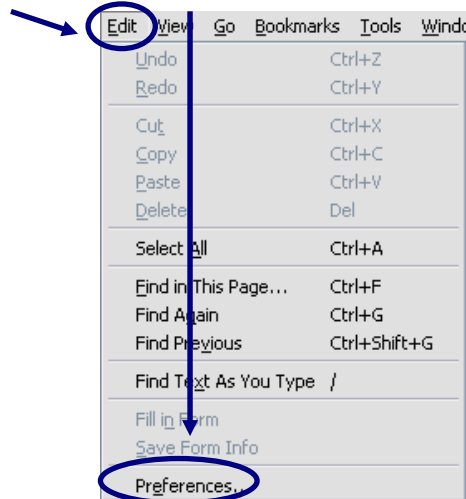 Edit View Go Bookmarks Tools Windo
Undo Ctrl+Z
Redo Ctrl+Y
Cut Ctrl+X
Copy Ctrl+C
Paste Ctrl+V
Delete Del
Select All Ctrl+A
Find in This Page... Ctrl+F
Find Again Ctrl+G
Find Previous Ctrl+Shift+G
Find Text As You Type /
Fill in Form
Save Form Info
Preferences...